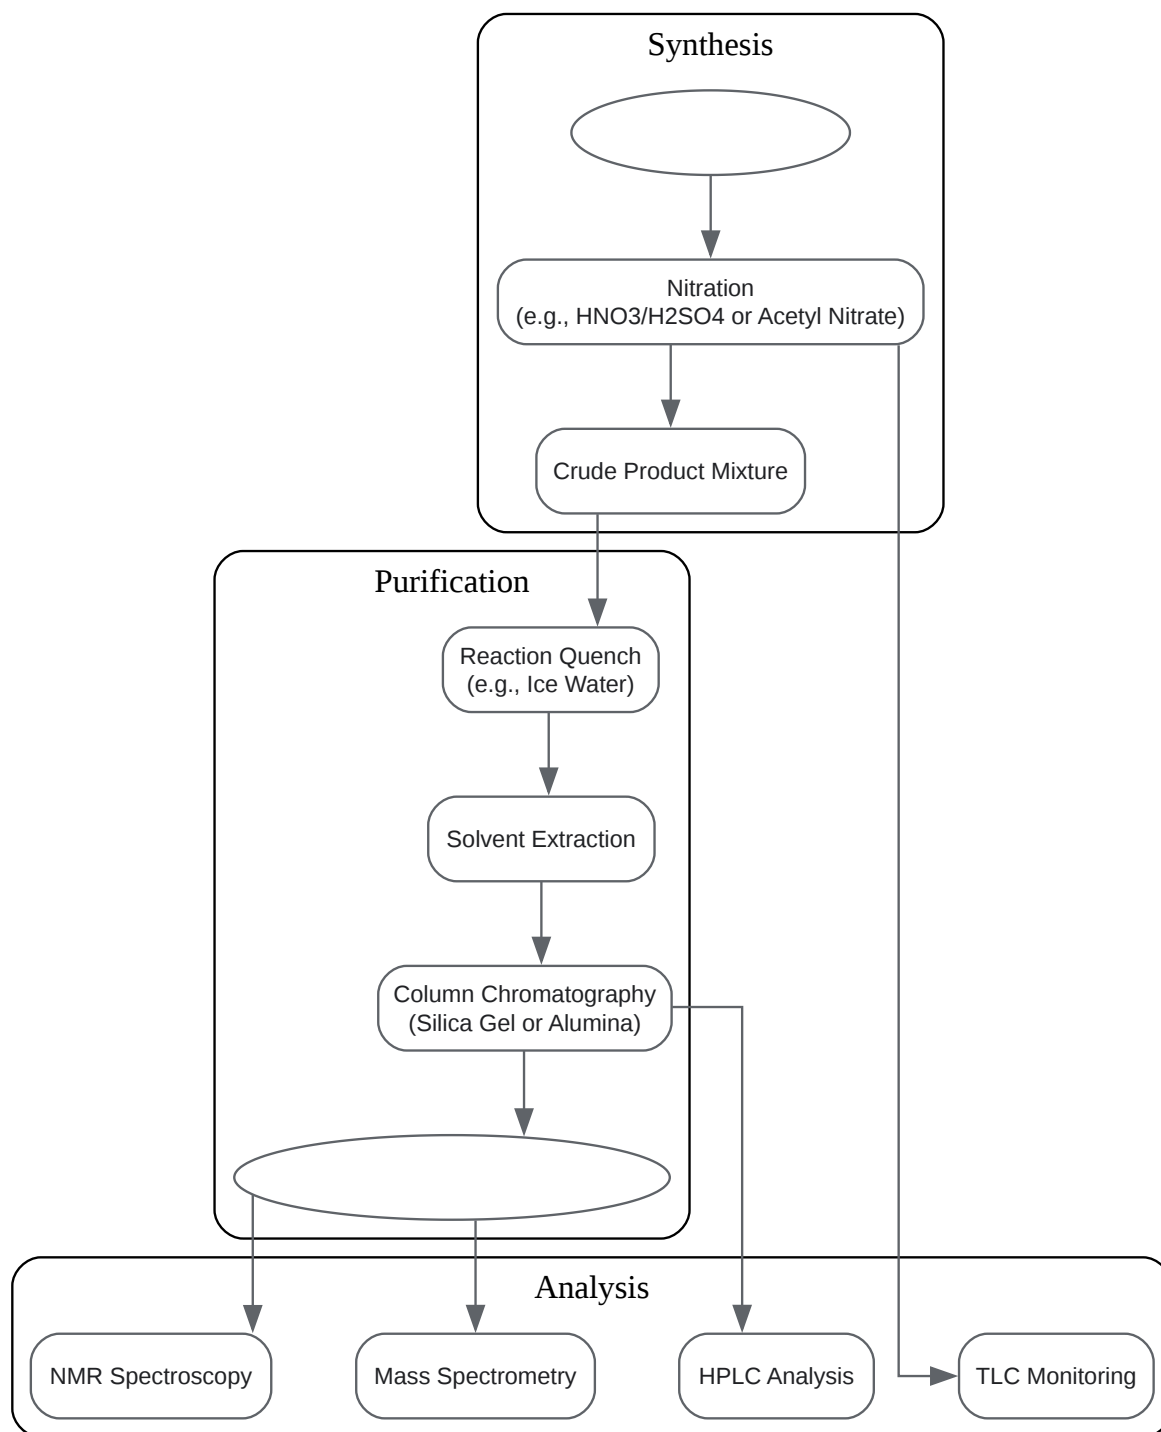 Synthesis
Nitration
(e.g., HNO3/H2SO4 or Acetyl Nitrate)
Crude Product Mixture
Purification
Reaction Quench
(e.g., Ice Water)
Solvent Extraction
Column Chromatography
(Silica Gel or Alumina)
Analysis
NMR Spectroscopy
Mass Spectrometry
HPLC Analysis
TLC Monitoring